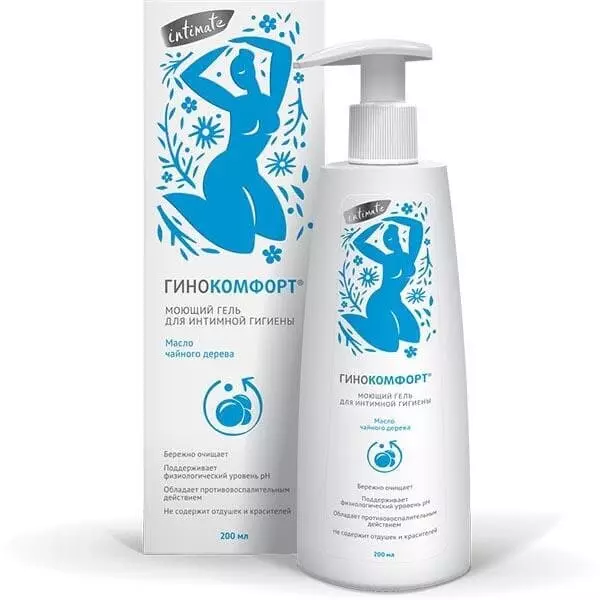 intimate
ГИНОКОМФОРТ®
МОЮЩИЙ ГЕЛЬ
ДЛЯ ИНТИМНОЙ ГИГИЕНЫ
Масло
чайного дерева
Бережно очищает
Поддерживает
физиологический уровень pH
Обладает противовоспалительным
действием
Не содержит отдушек и красителей
200 мл
intimate
ГИНОКОМФОРТ®
МОЮЩИЙ ГЕЛЬ
ДЛЯ ИНТИМНОЙ ГИГИЕНЫ
Масло
чайного дерева
Бережно очищает
Поддерживает
физиологический уровень pH
Обладает противовоспалительным
действием
Не содержит отдушек и красителей
200 мл